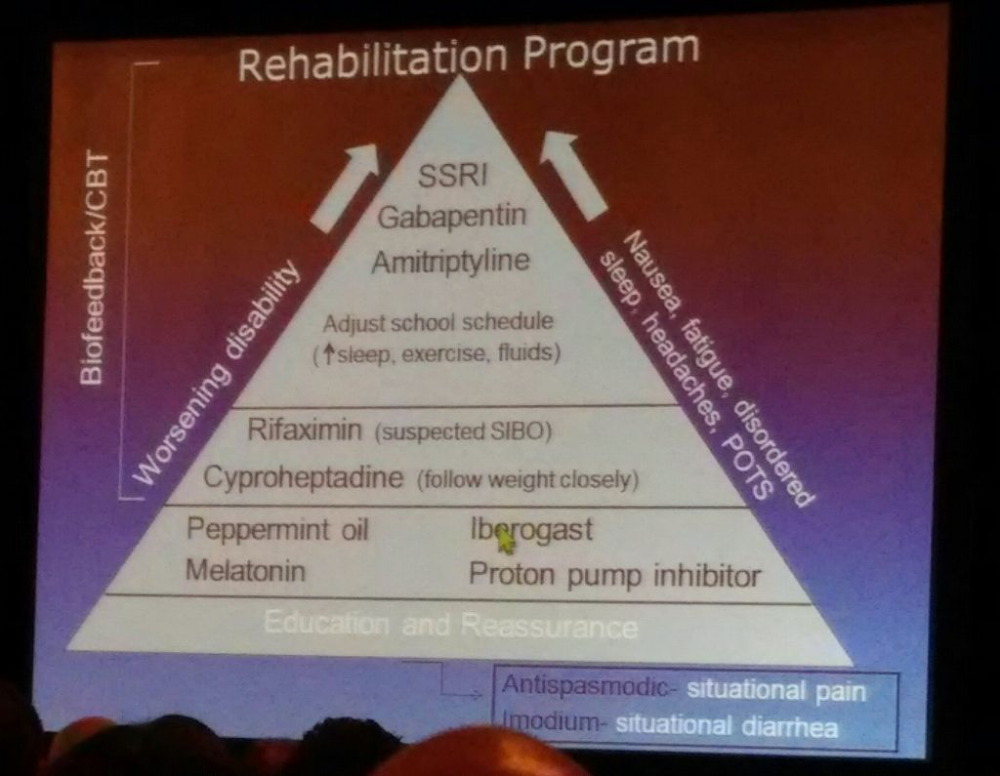 Rehabilitation Program
Biofeedback/CBT
Worsening disability
Nausea, fatigue, disordered
sleep, headaches, POTS
SSRI
Gabapentin
Amitriptyline
Adjust school schedule
(↑sleep, exercise, fluids)
Rifaximin (suspected SIBO)
Cyproheptadine (follow weight closely)
Peppermint oil Iberogast
Melatonin Proton pump inhibitor
Education and Reassurance
Antispasmodic- situational pain
Imodium- situational diarrhea